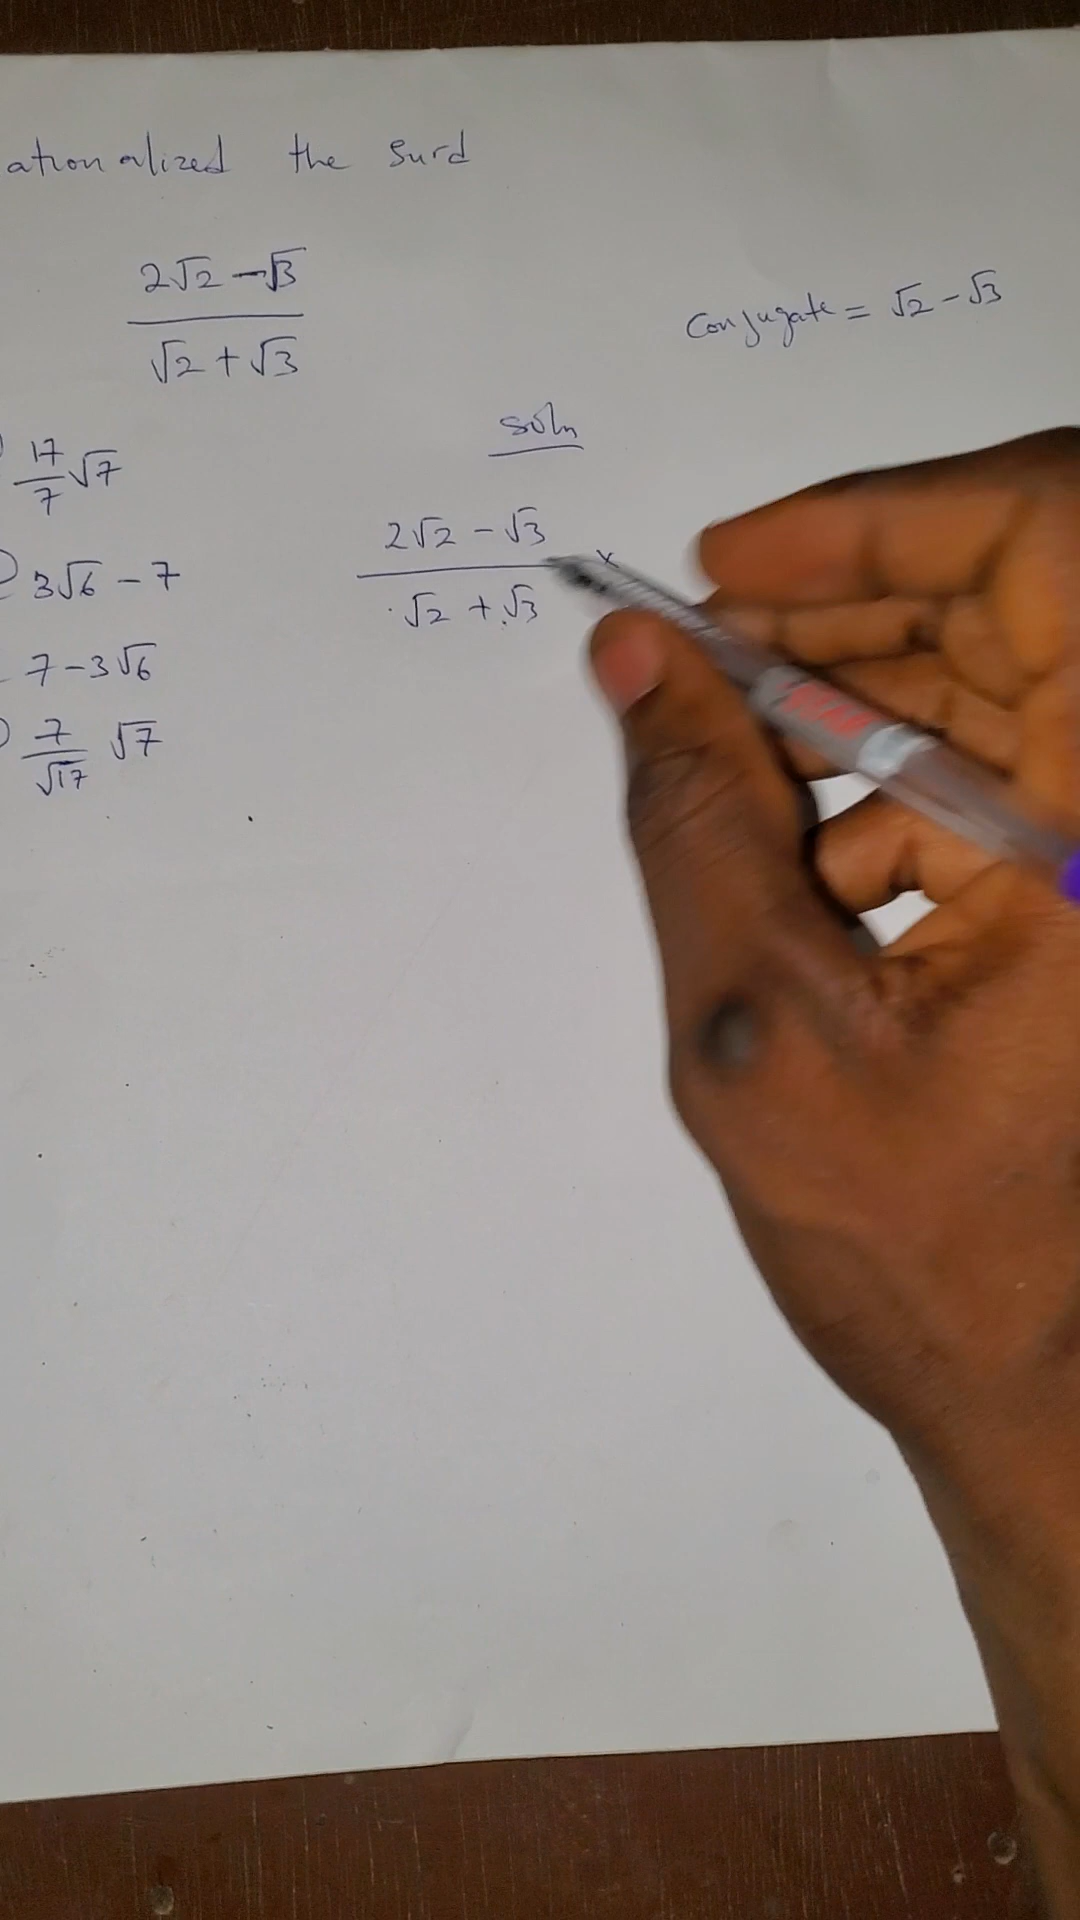 ationalized the Surd
2√2 - √3
√2 + √3
Conjugate = √2 - √3
soln
17/7 √7
3√6 - 7
7 - 3√6
7/√17 √7
2√2 - √3 ×
√2 + √3